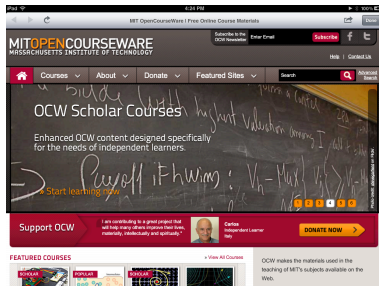 iPad
4:24 PM
100%
MIT OpenCourseWare | Free Online Course Materials
Done
MITOPENCOURSEWARE
MASSACHUSETTS INSTITUTE OF TECHNOLOGY
Subscribe to the
OCW Newsletter
Enter Email
Subscribe
Help | Contact Us
Courses
About
Donate
Featured Sites
Search
Advanced
Search
OCW Scholar Courses
Enhanced OCW content designed specifically
for the needs of independent learners.
» Start learning now
1 2 3 4 5 6
Support OCW
I am contributing to a great project that
will help many others improve their lives,
materially, intellectually and spiritually."
Carlos
Independent Learner
Italy
DONATE NOW
FEATURED COURSES
» View All Courses
SCHOLAR
POPULAR
SCHOLAR
SCHOLAR
OCW makes the materials used in the
teaching of MIT's subjects available on the
Web.